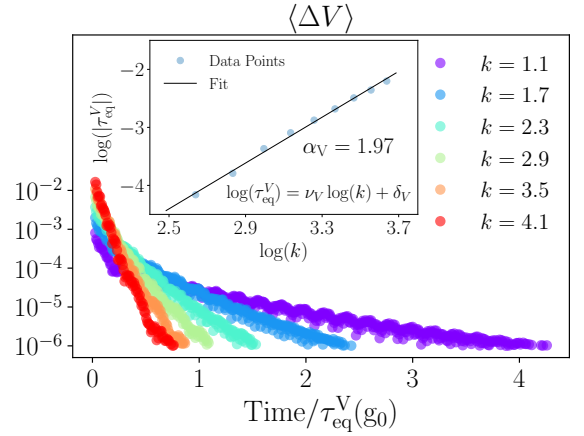 ⟨ΔV⟩
Data Points
Fit
α_V = 1.97
log(τ_eq^V) = ν_V log(k) + δ_V
log(|τ_eq^V|)
−2
−3
−4
2.5 2.9 3.3 3.7
log(k)
k = 1.1
k = 1.7
k = 2.3
k = 2.9
k = 3.5
k = 4.1
10^−2
10^−3
10^−4
10^−5
10^−6
0 1 2 3 4
Time/τ_eq^V(g_0)